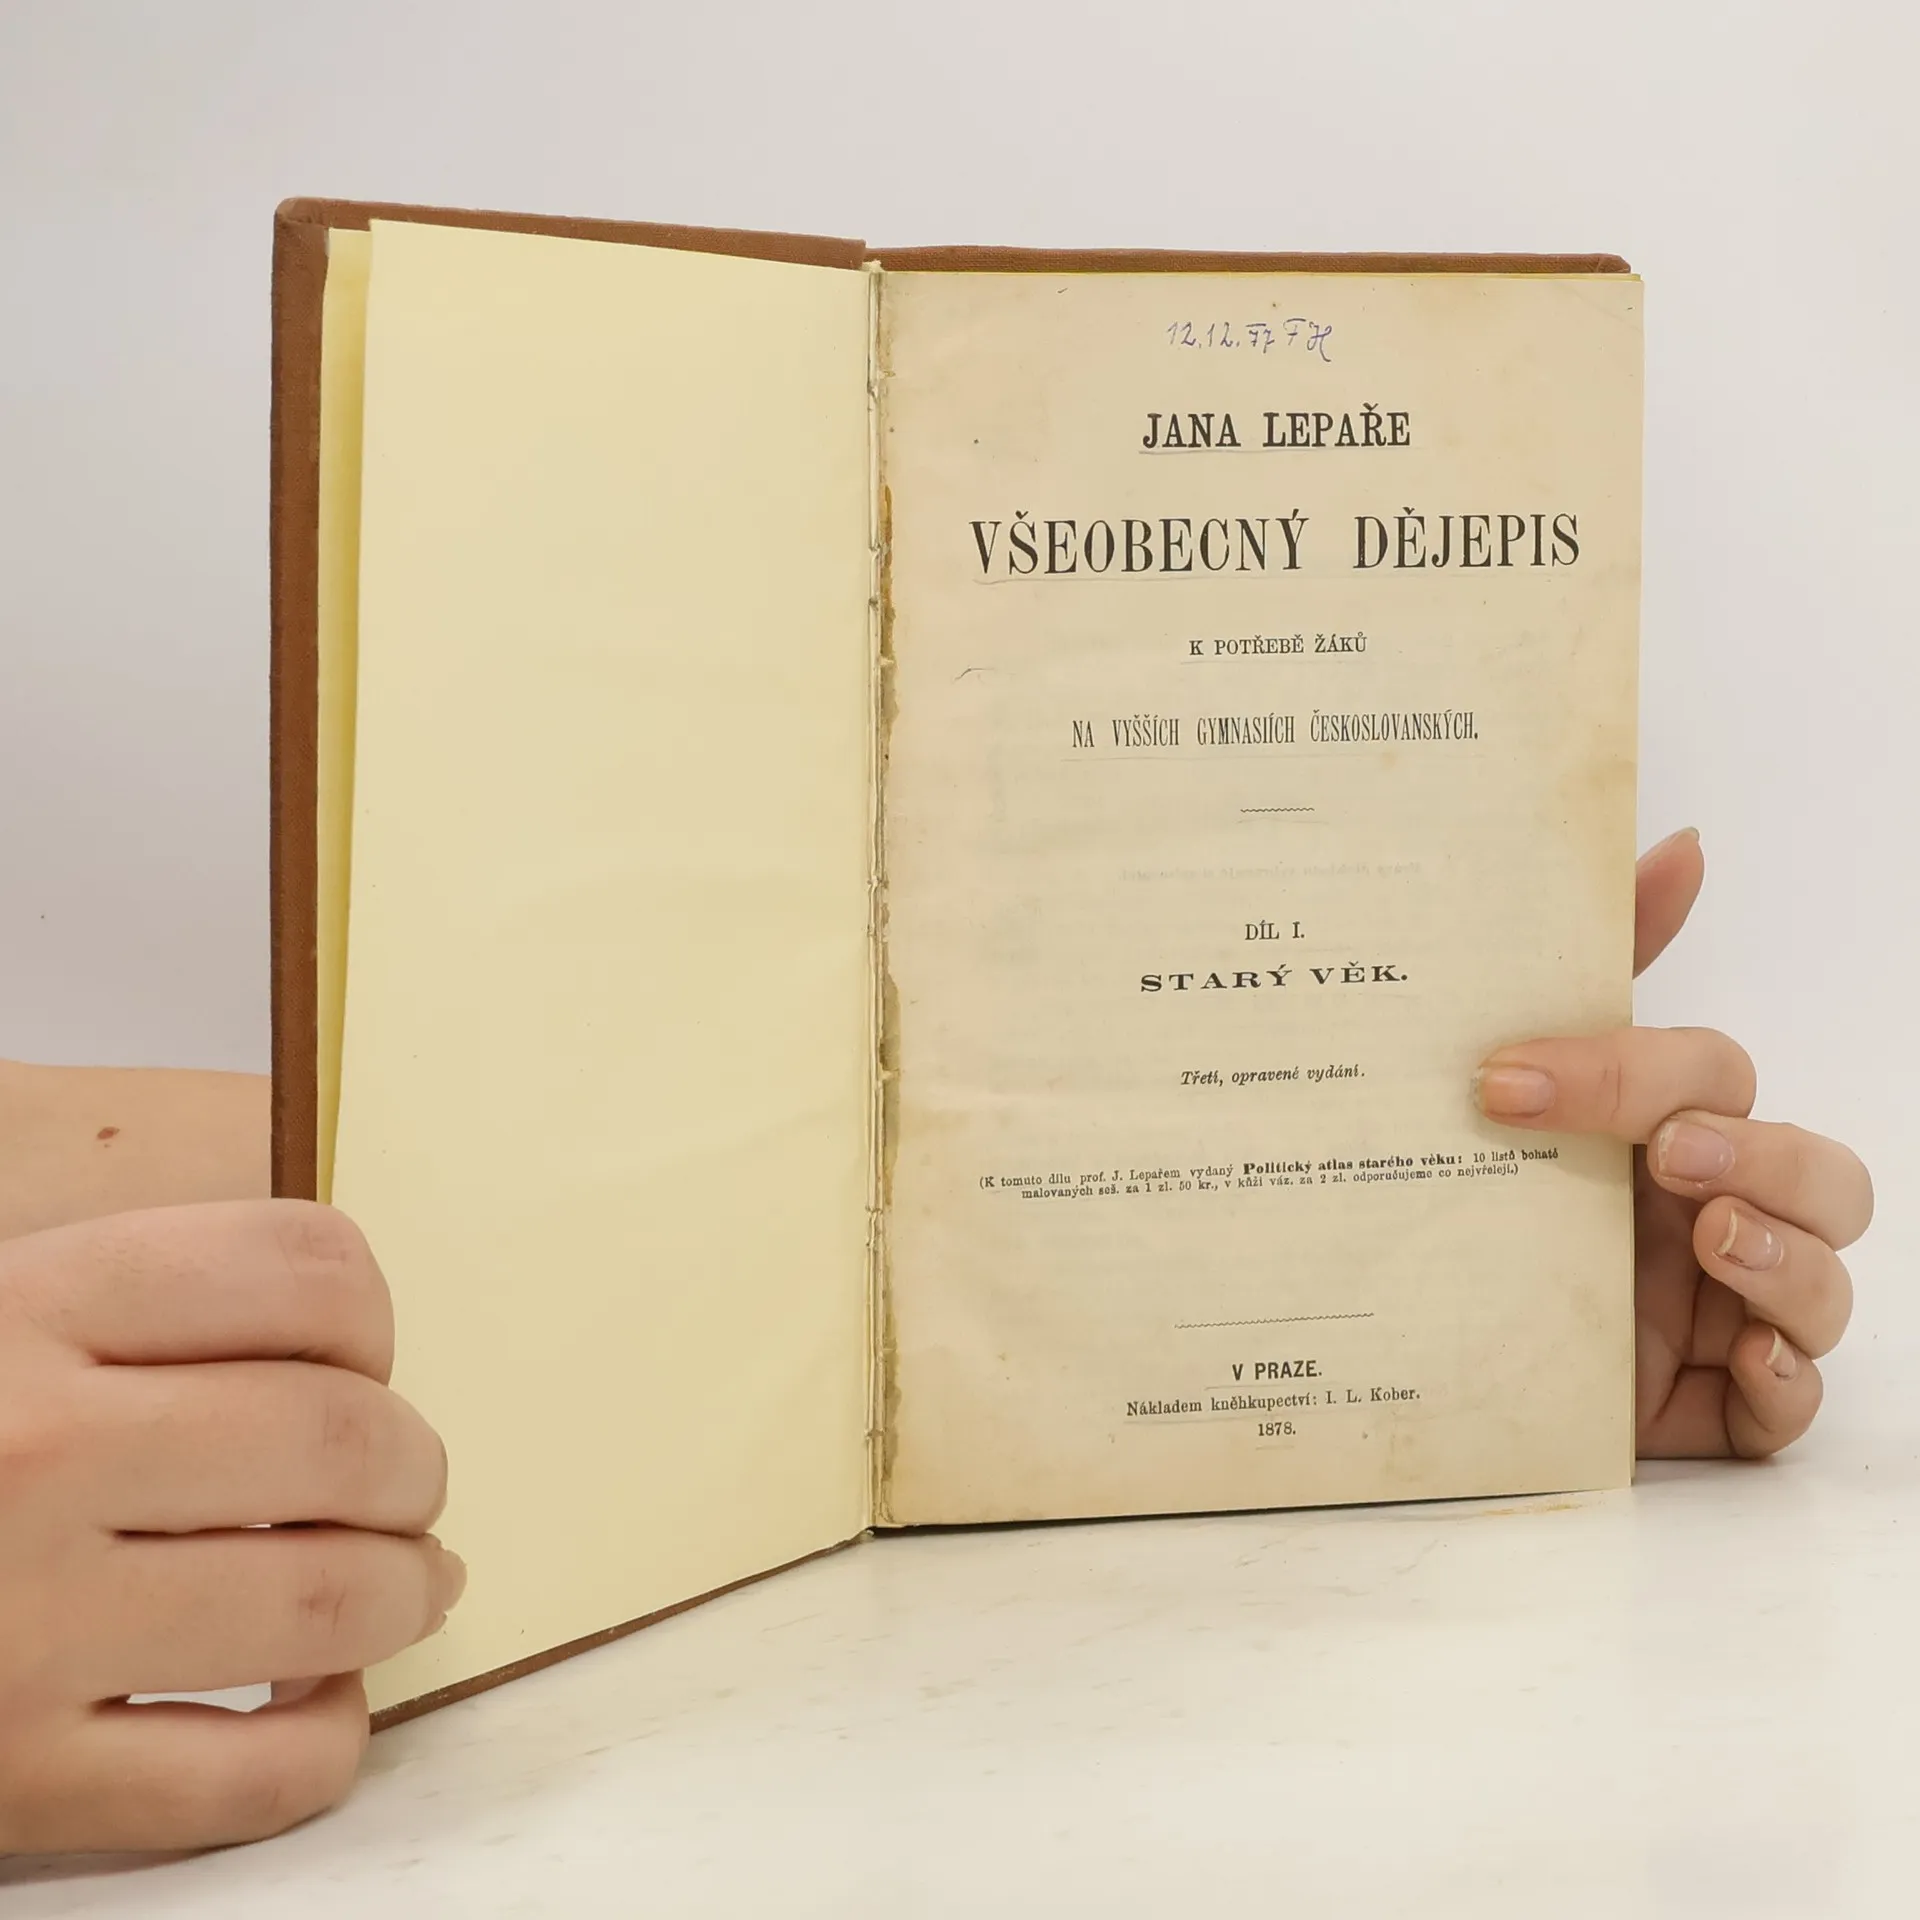 12.12.77 FH
JANA LEPAŘE
VŠEOBECNÝ DĚJEPIS
K POTŘEBĚ ŽÁKŮ
NA VYŠŠÍCH GYMNASIÍCH ČESKOSLOVANSKÝCH.
DÍL I.
STARÝ VĚK.
Třetí, opravené vydání.
(K tomuto dílu prof. J. Lepařem vydaný Politický atlas starého věku: 10 listů bohatě
malovaných seš. za 1 zl. 50 kr., v kůži váz. za 2 zl. odporučujeme co nejvřeleji.)
V PRAZE.
Nákladem kněhkupectví: I. L. Kober.
1878.